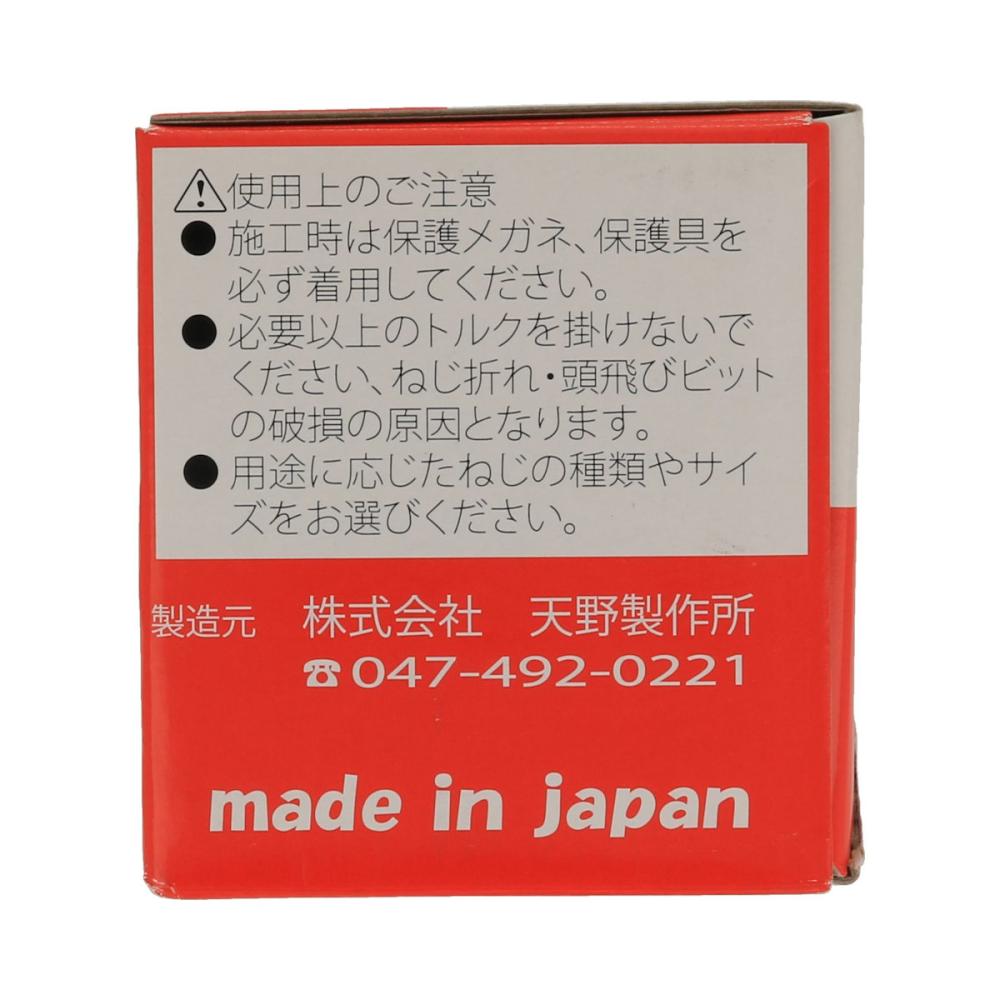 ⚠使用上のご注意
●施工時は保護メガネ、保護具を
必ず着用してください。
●必要以上のトルクを掛けないで
ください、ねじ折れ・頭飛びビット
の破損の原因となります。
●用途に応じたねじの種類やサイ
ズをお選びください。
製造元 株式会社 天野製作所
☎047-492-0221
made in japan